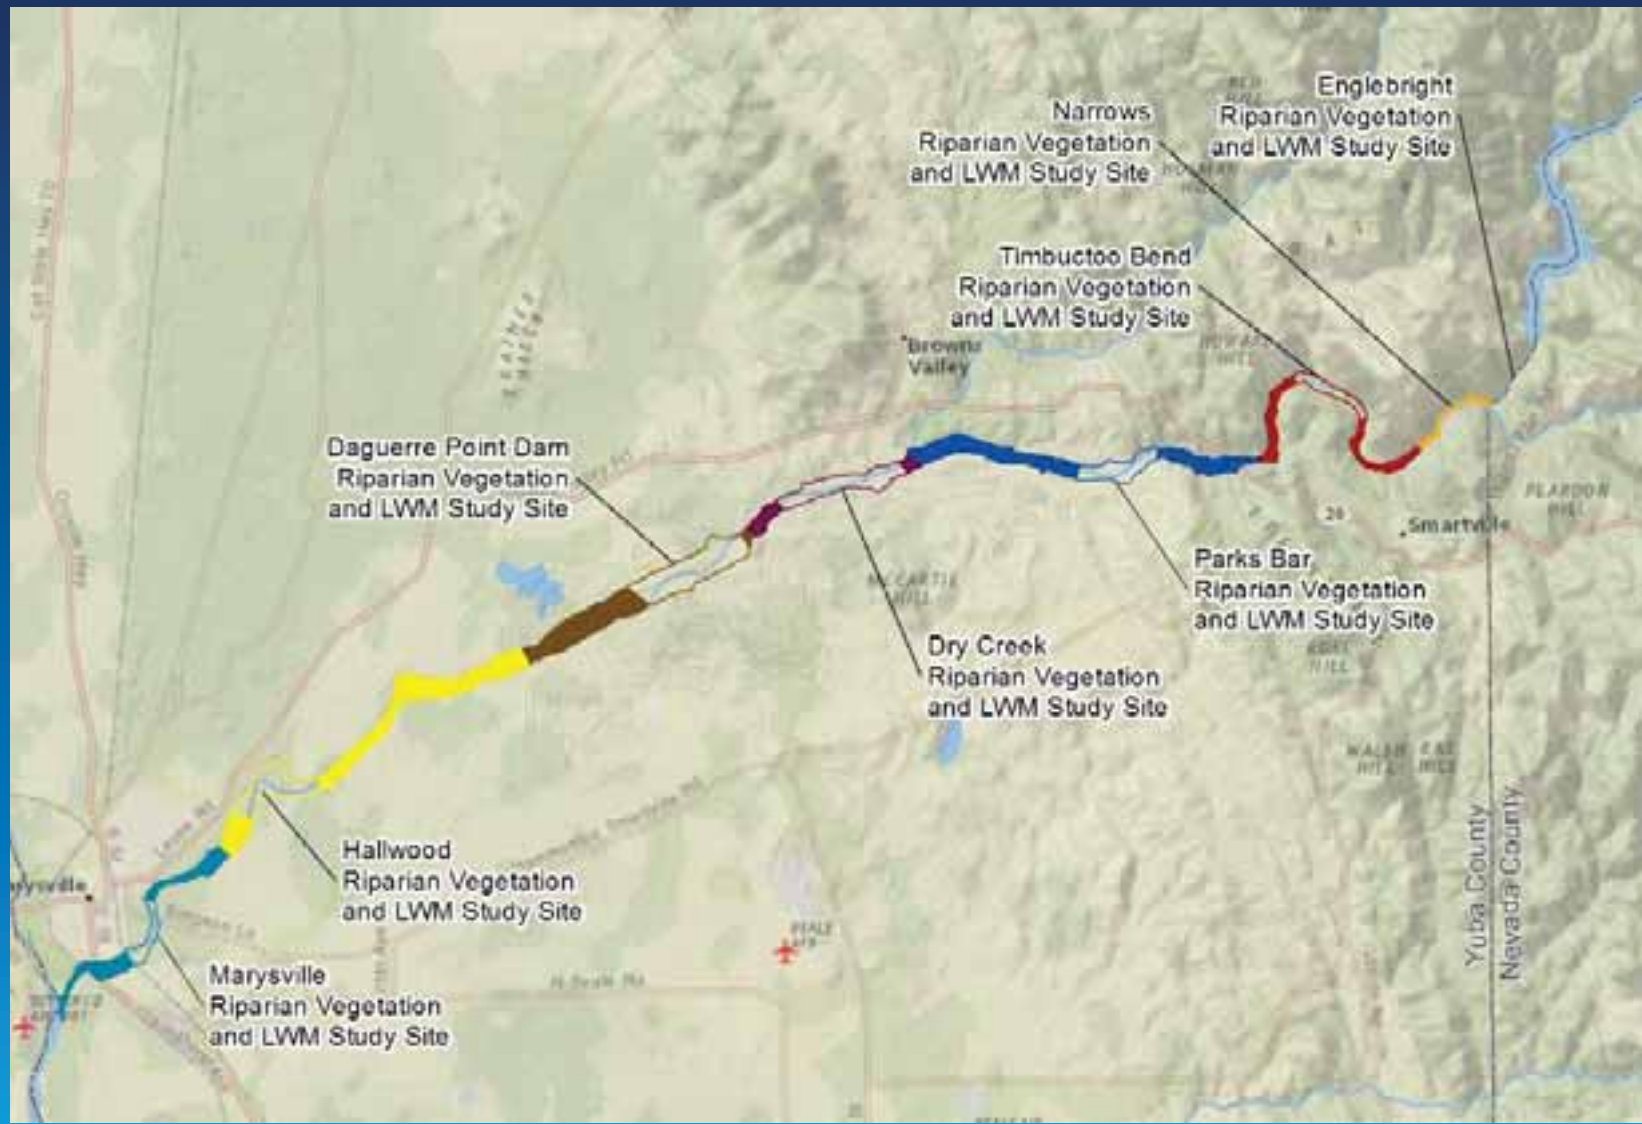 Englebright
Riparian Vegetation
and LWM Study Site
Narrows
Riparian Vegetation
and LWM Study Site
Timbuctoo Bend
Riparian Vegetation
and LWM Study Site
Browns
Valley
Daguerre Point Dam
Riparian Vegetation
and LWM Study Site
20
Smartville
Parks Bar
Riparian Vegetation
and LWM Study Site
Dry Creek
Riparian Vegetation
and LWM Study Site
Hallwood
Riparian Vegetation
and LWM Study Site
Marysville
Riparian Vegetation
and LWM Study Site
Yuba County
Nevada County
BEALE
AFB